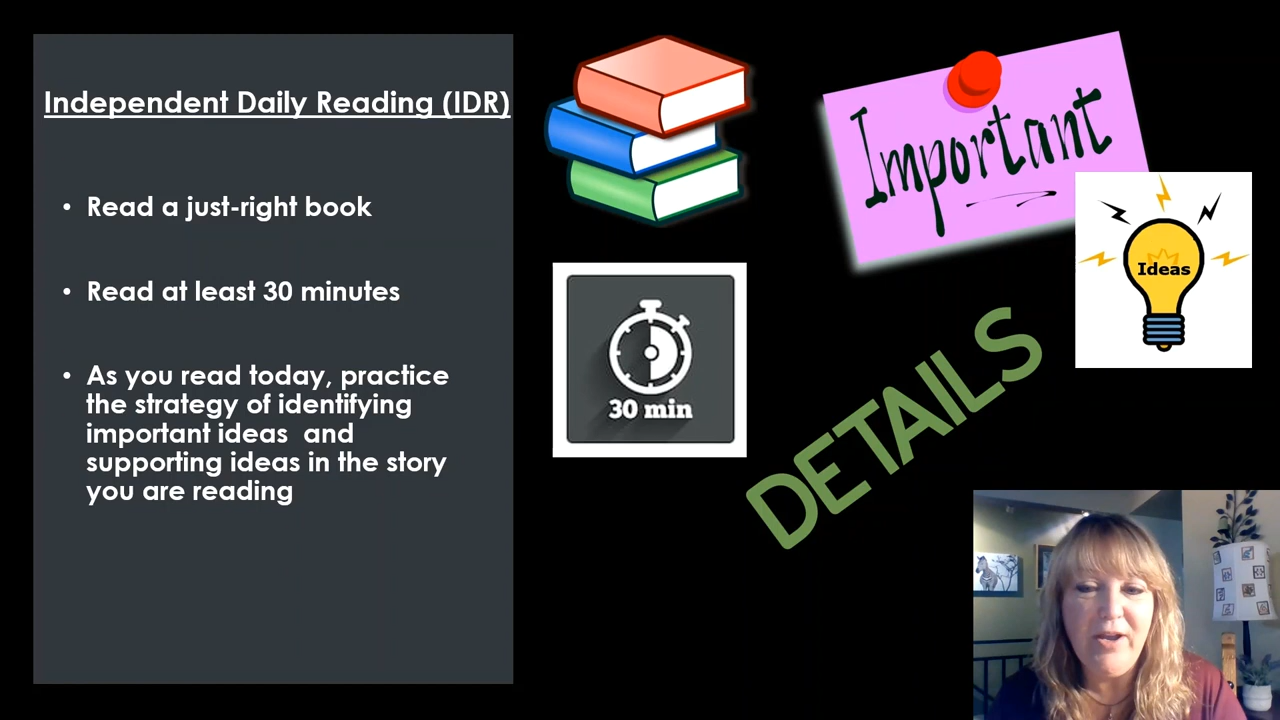 Independent Daily Reading (IDR)
• Read a just-right book
• Read at least 30 minutes
• As you read today, practice
the strategy of identifying
important ideas and
supporting ideas in the story
you are reading
Important
Ideas
30 min
DETAILS